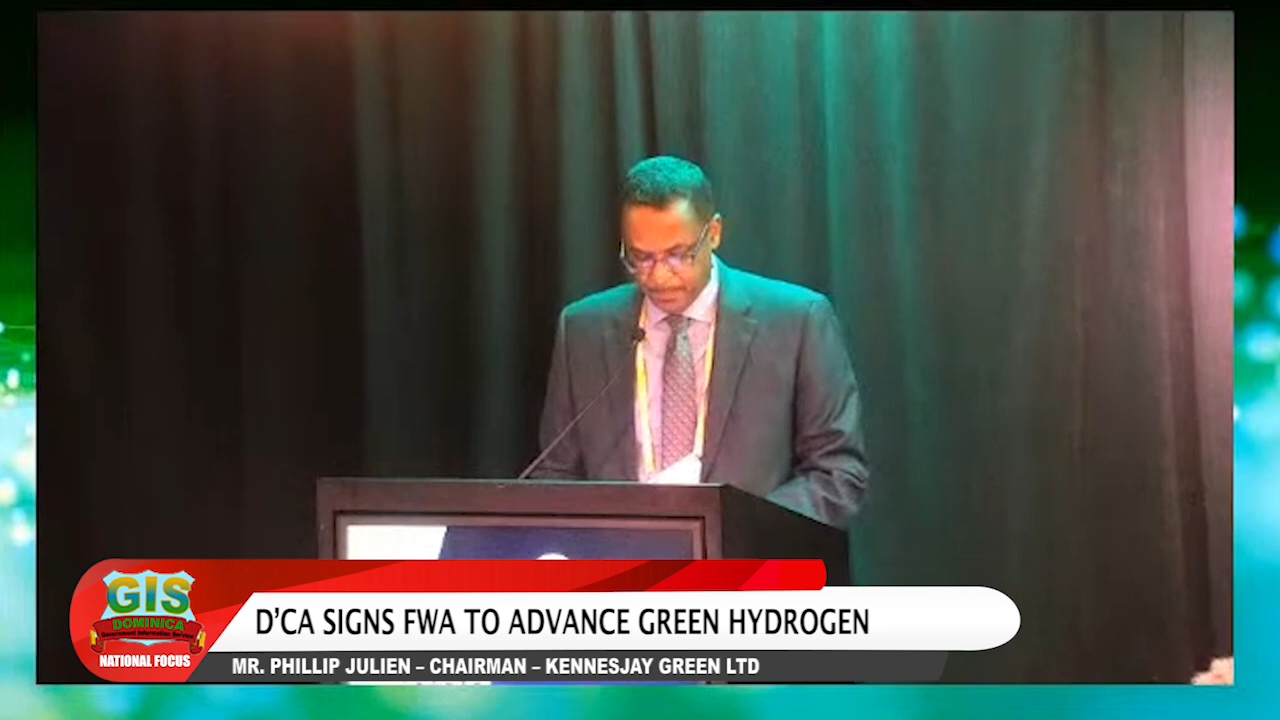 GIS
DOMINICA
Government Information Service
NATIONAL FOCUS
D'CA SIGNS FWA TO ADVANCE GREEN HYDROGEN
MR. PHILLIP JULIEN – CHAIRMAN – KENNESJAY GREEN LTD